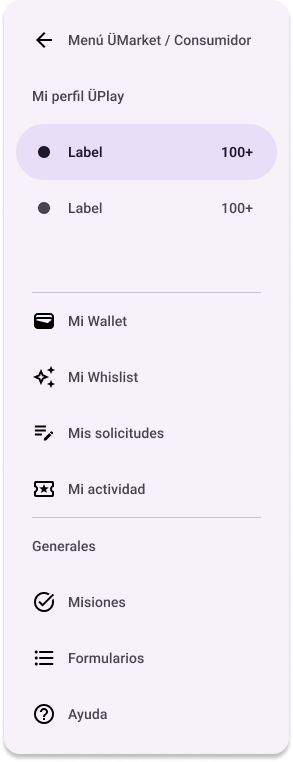 Menú ÜMarket / Consumidor
Mi perfil ÜPlay
Label 100+
Label 100+
Mi Wallet
Mi Whislist
Mis solicitudes
Mi actividad
Generales
Misiones
Formularios
Ayuda